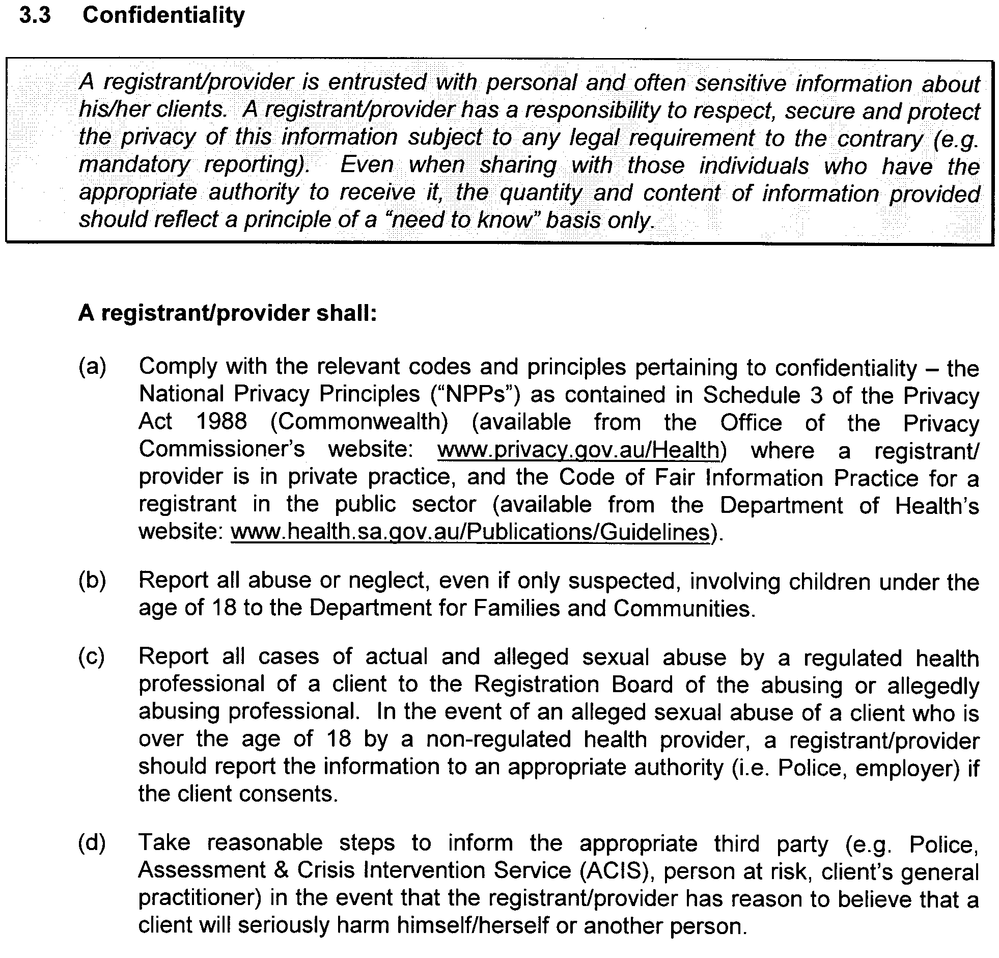 3.3 Confidentiality
A registrant/provider is entrusted with personal and often sensitive information about
his/her clients. A registrant/provider has a responsibility to respect, secure and protect
the privacy of this information subject to any legal requirement to the contrary (e.g.
mandatory reporting). Even when sharing with those individuals who have the
appropriate authority to receive it, the quantity and content of information provided
should reflect a principle of a “need to know” basis only.
A registrant/provider shall:
(a) Comply with the relevant codes and principles pertaining to confidentiality – the
National Privacy Principles (“NPPs”) as contained in Schedule 3 of the Privacy
Act 1988 (Commonwealth) (available from the Office of the Privacy
Commissioner’s website: www.privacy.gov.au/Health) where a registrant/
provider is in private practice, and the Code of Fair Information Practice for a
registrant in the public sector (available from the Department of Health’s
website: www.health.sa.gov.au/Publications/Guidelines).
(b) Report all abuse or neglect, even if only suspected, involving children under the
age of 18 to the Department for Families and Communities.
(c) Report all cases of actual and alleged sexual abuse by a regulated health
professional of a client to the Registration Board of the abusing or allegedly
abusing professional. In the event of an alleged sexual abuse of a client who is
over the age of 18 by a non-regulated health provider, a registrant/provider
should report the information to an appropriate authority (i.e. Police, employer) if
the client consents.
(d) Take reasonable steps to inform the appropriate third party (e.g. Police,
Assessment & Crisis Intervention Service (ACIS), person at risk, client’s general
practitioner) in the event that the registrant/provider has reason to believe that a
client will seriously harm himself/herself or another person.